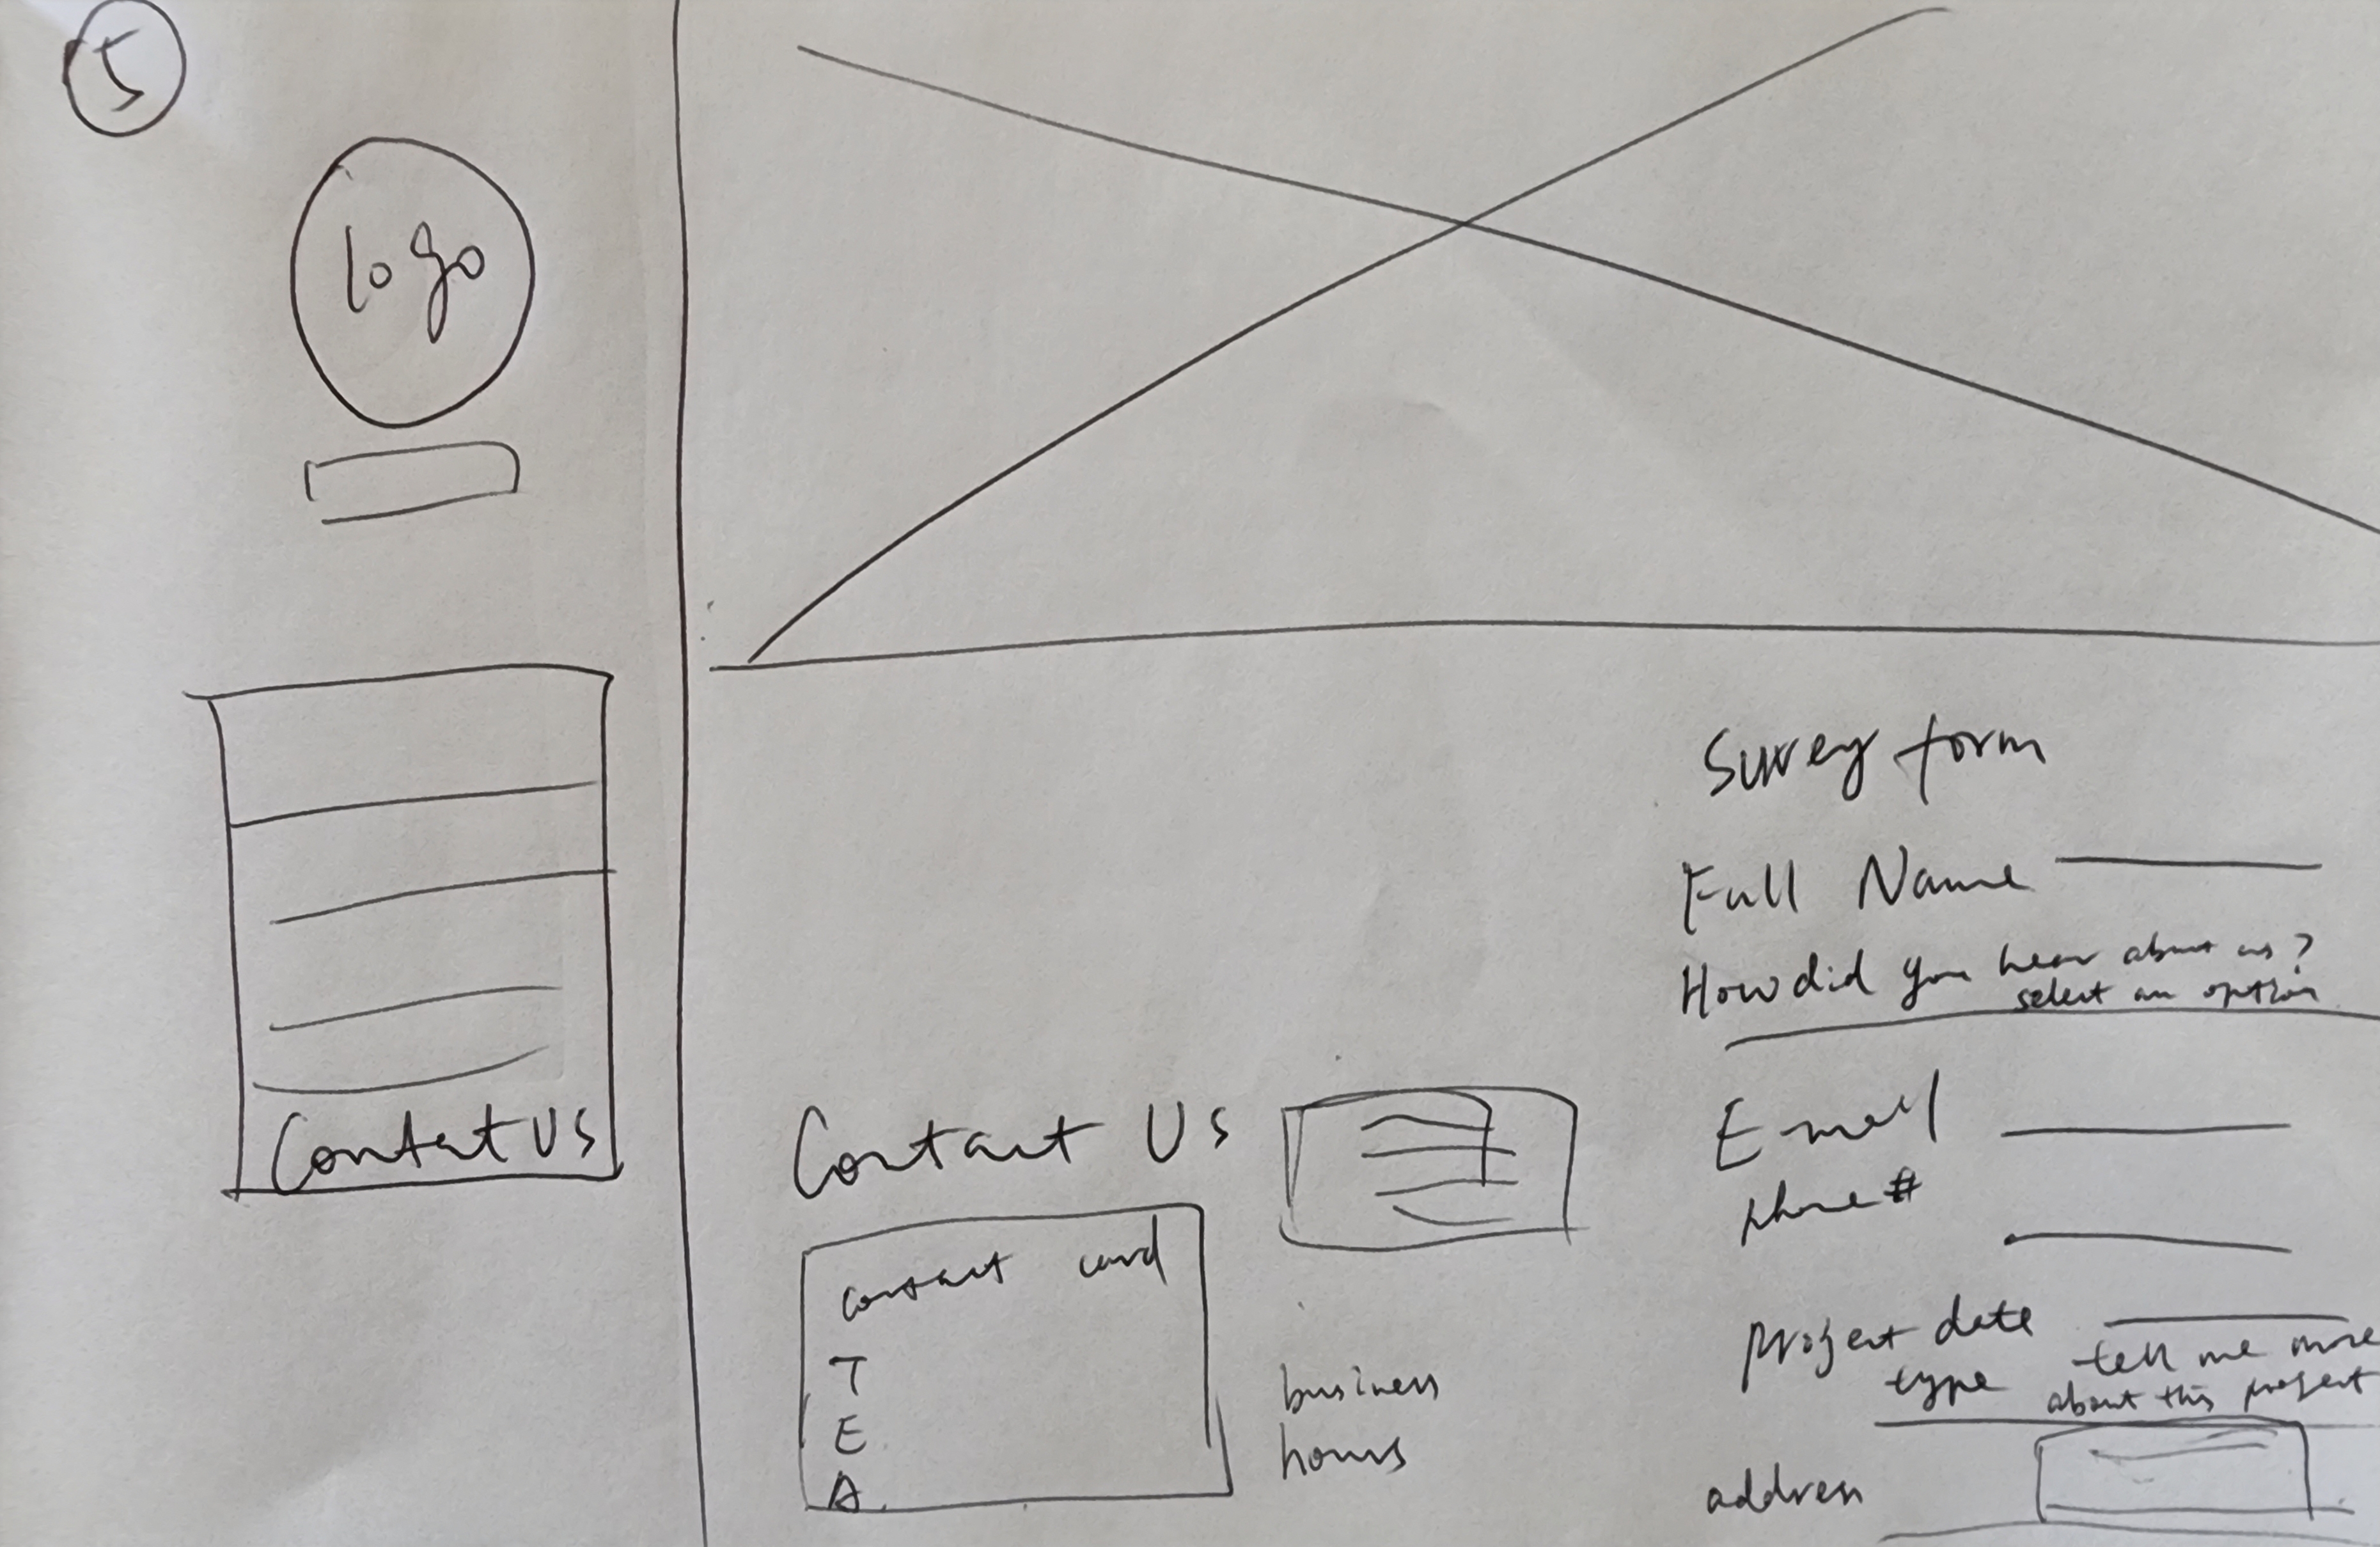 5
logo
Contact US
Contact Us
contact card
T
E
A.
business
hours
Survey form
Full Name
How did you hear about us?
select an option
Email
phone #
Project date
type
tell me more
about this project
address